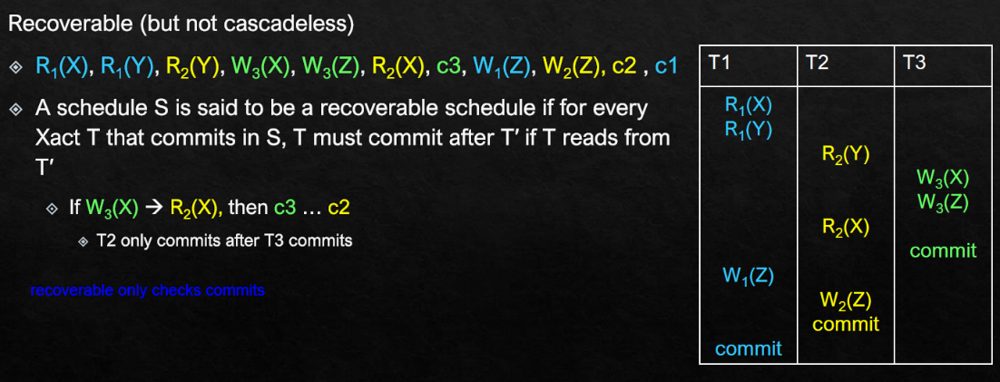 Recoverable (but not cascadeless)
R₁(X), R₁(Y), R₂(Y), W₃(X), W₃(Z), R₂(X), c3, W₁(Z), W₂(Z), c2 , c1
A schedule S is said to be a recoverable schedule if for every
Xact T that commits in S, T must commit after T′ if T reads from
T′
If W₃(X) → R₂(X), then c3 … c2
T2 only commits after T3 commits
recoverable only checks commits
T1 T2 T3
R₁(X)
R₁(Y)
R₂(Y)
W₃(X)
W₃(Z)
R₂(X)
commit
W₁(Z)
W₂(Z)
commit
commit